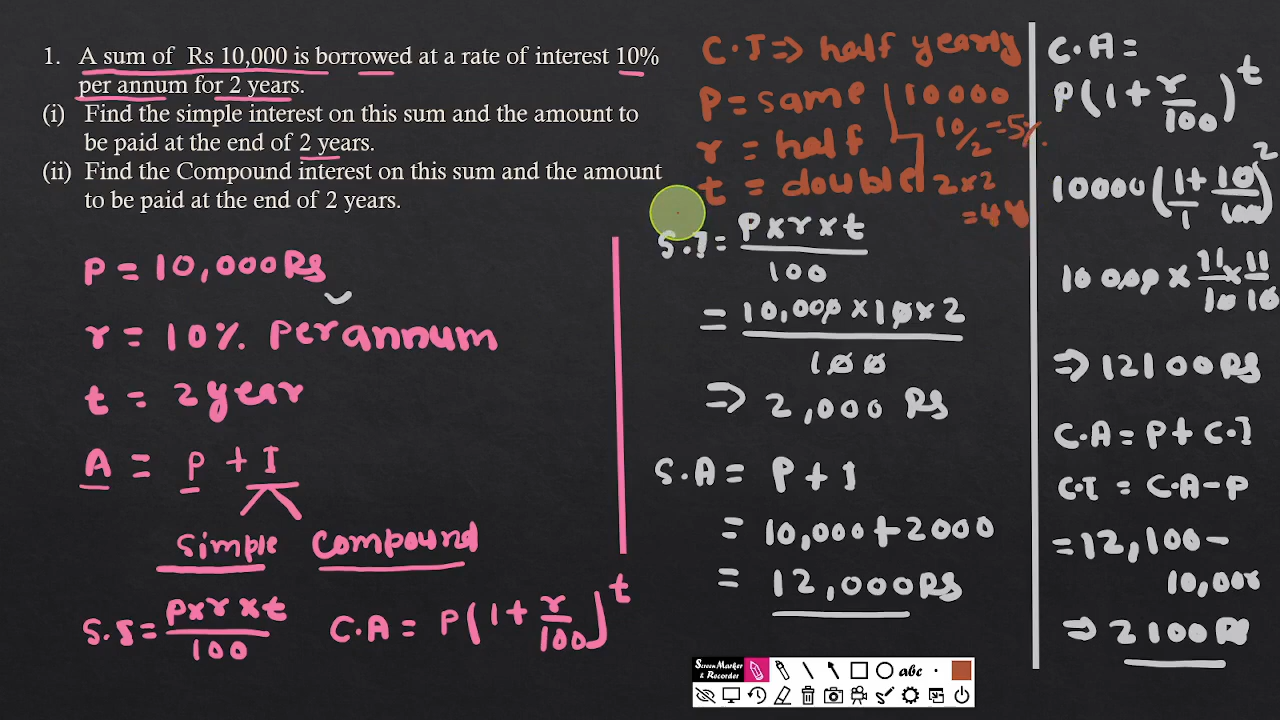 1. A sum of Rs 10,000 is borrowed at a rate of interest 10%
per annum for 2 years.
(i) Find the simple interest on this sum and the amount to
be paid at the end of 2 years.
(ii) Find the Compound interest on this sum and the amount
to be paid at the end of 2 years.
P = 10,000 Rs
r = 10% per annum
t = 2 year
A = P + I
Simple Compound
S.I = P×r×t/100 C.A = P(1+r/100)^t
C.I ⇒ half yearly
P = same 10000
r = half 10/2 = 5%
t = double 2×2
= 4 Y
S.I = P×r×t/100
= 10,000×10×2/100
⇒ 2,000 Rs
S.A = P + I
= 10,000+2000
= 12,000 Rs
C.A =
P(1+r/100)^t
10000(1/1+10/100)^2
10000 × 11/10 × 11/10
⇒ 12100 Rs
C.A = P + C.I
C.I = C.A - P
= 12,100 -
10,000
⇒ 2100 Rs
Screen Marker
& Recorder
abc